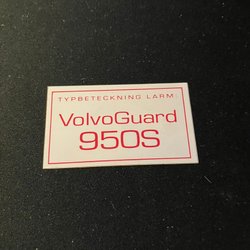 TYPBETECKNING LARM
VolvoGuard
950S